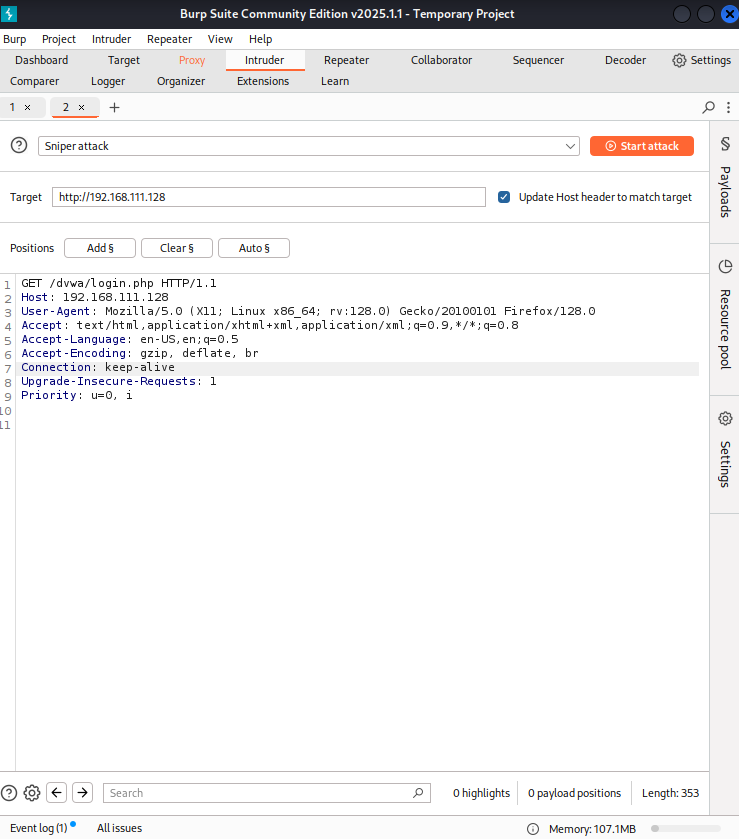 Burp Suite Community Edition v2025.1.1 - Temporary Project
Burp Project Intruder Repeater View Help
Dashboard Target Proxy Intruder Repeater Collaborator Sequencer Decoder Settings
Comparer Logger Organizer Extensions Learn
1 × 2 × +
Sniper attack Start attack
Target http://192.168.111.128 Update Host header to match target
Positions Add § Clear § Auto §
1 GET /dvwa/login.php HTTP/1.1
2 Host: 192.168.111.128
3 User-Agent: Mozilla/5.0 (X11; Linux x86_64; rv:128.0) Gecko/20100101 Firefox/128.0
4 Accept: text/html,application/xhtml+xml,application/xml;q=0.9,*/*;q=0.8
5 Accept-Language: en-US,en;q=0.5
6 Accept-Encoding: gzip, deflate, br
7 Connection: keep-alive
8 Upgrade-Insecure-Requests: 1
9 Priority: u=0, i
10
11
§ Payloads
Resource pool
Settings
Search 0 highlights 0 payload positions Length: 353
Event log (1) All issues Memory: 107.1MB